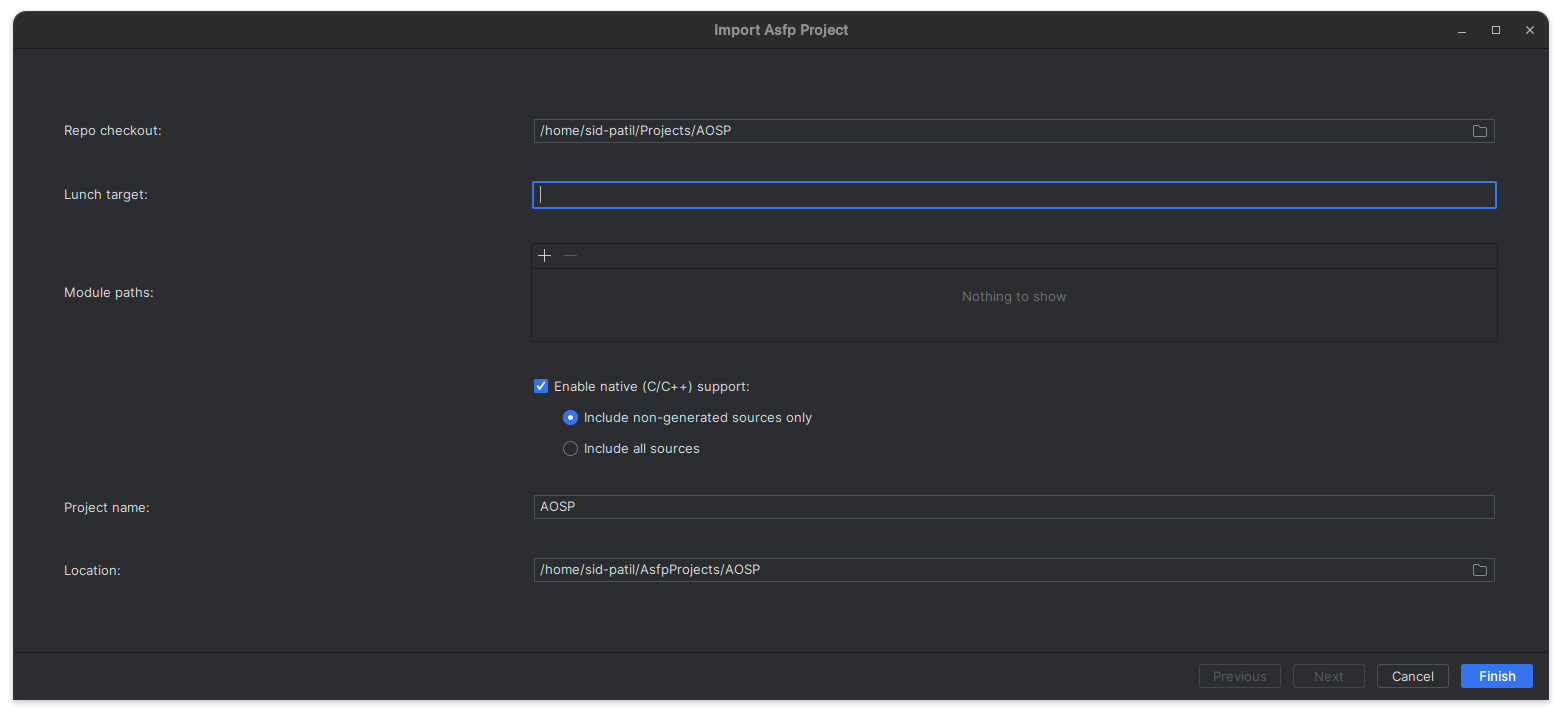 Import Asfp Project
Repo checkout: /home/sid-patil/Projects/AOSP
Lunch target:
Module paths:
Nothing to show
Enable native (C/C++) support:
Include non-generated sources only
Include all sources
Project name: AOSP
Location: /home/sid-patil/AsfpProjects/AOSP
Previous Next Cancel Finish